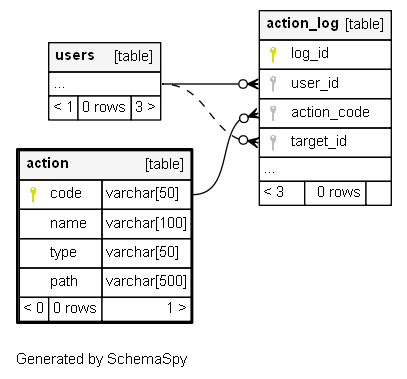 users [table]
...
< 1 0 rows 3 >
action_log [table]
log_id
user_id
action_code
target_id
...
< 3 0 rows
action [table]
code varchar[50]
name varchar[100]
type varchar[50]
path varchar[500]
< 0 0 rows 1 >
Generated by SchemaSpy